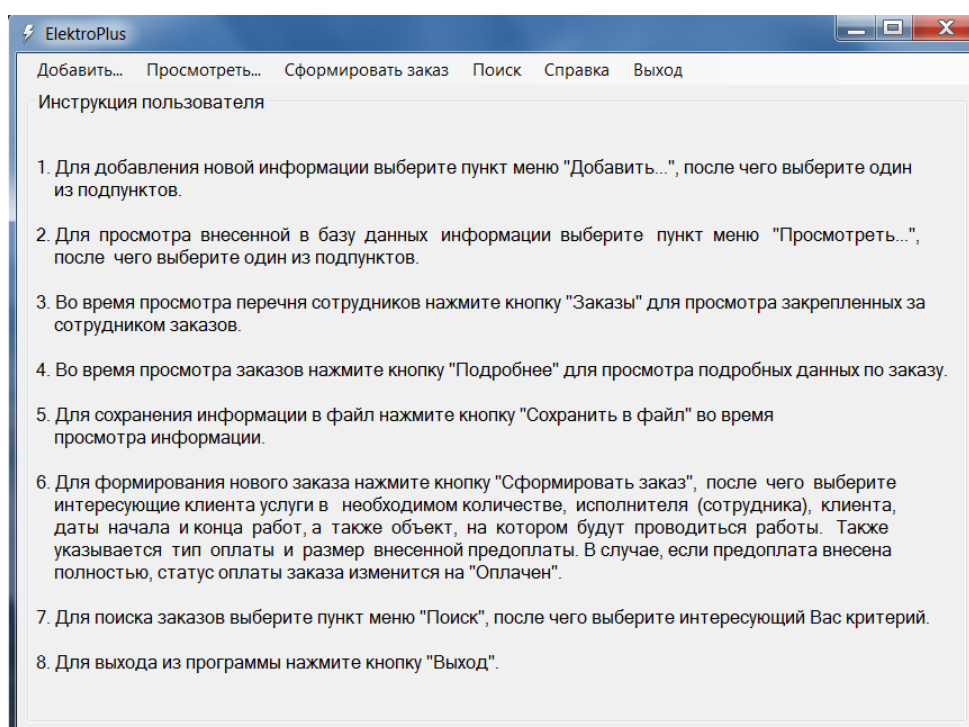 ElektroPlus
Добавить... Просмотреть... Сформировать заказ Поиск Справка Выход
Инструкция пользователя
1. Для добавления новой информации выберите пункт меню "Добавить...", после чего выберите один
из подпунктов.
2. Для просмотра внесенной в базу данных информации выберите пункт меню "Просмотреть...",
после чего выберите один из подпунктов.
3. Во время просмотра перечня сотрудников нажмите кнопку "Заказы" для просмотра закрепленных за
сотрудником заказов.
4. Во время просмотра заказов нажмите кнопку "Подробнее" для просмотра подробных данных по заказу.
5. Для сохранения информации в файл нажмите кнопку "Сохранить в файл" во время
просмотра информации.
6. Для формирования нового заказа нажмите кнопку "Сформировать заказ", после чего выберите
интересующие клиента услуги в необходимом количестве, исполнителя (сотрудника), клиента,
даты начала и конца работ, а также объект, на котором будут проводиться работы. Также
указывается тип оплаты и размер внесенной предоплаты. В случае, если предоплата внесена
полностью, статус оплаты заказа изменится на "Оплачен".
7. Для поиска заказов выберите пункт меню "Поиск", после чего выберите интересующий Вас критерий.
8. Для выхода из программы нажмите кнопку "Выход".